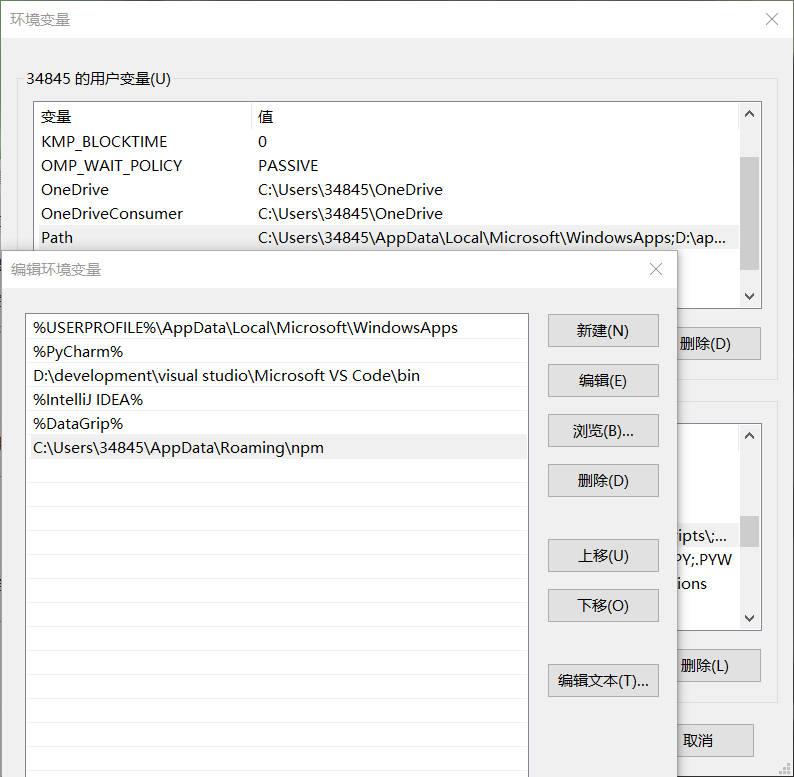 环境变量
34845 的用户变量(U)
变量 值
KMP_BLOCKTIME 0
OMP_WAIT_POLICY PASSIVE
OneDrive C:\Users\34845\OneDrive
OneDriveConsumer C:\Users\34845\OneDrive
Path C:\Users\34845\AppData\Local\Microsoft\WindowsApps;D:\ap...
删除(D)
ipts\;...
PY;.PYW
ions
删除(L)
取消
编辑环境变量
%USERPROFILE%\AppData\Local\Microsoft\WindowsApps
%PyCharm%
D:\development\visual studio\Microsoft VS Code\bin
%IntelliJ IDEA%
%DataGrip%
C:\Users\34845\AppData\Roaming\npm
新建(N)
编辑(E)
浏览(B)...
删除(D)
上移(U)
下移(O)
编辑文本(T)...